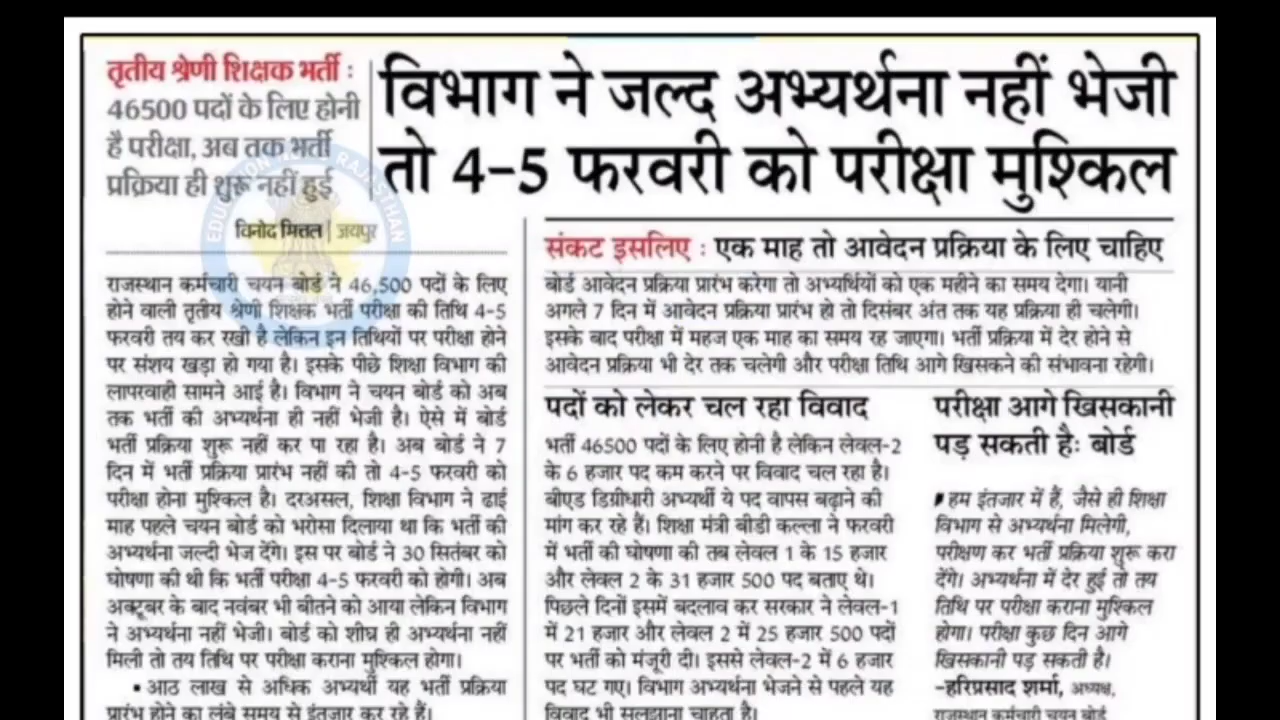 तृतीय श्रेणी शिक्षक भर्ती :
46500 पदों के लिए होनी
है परीक्षा, अब तक भर्ती
प्रक्रिया ही शुरू नहीं हुई
विभाग ने जल्द अभ्यर्थना नहीं भेजी
तो 4-5 फरवरी को परीक्षा मुश्किल
विनोद मित्तल | जयपुर
राजस्थान कर्मचारी चयन बोर्ड ने 46,500 पदों के लिए
होने वाली तृतीय श्रेणी शिक्षक भर्ती परीक्षा की तिथि 4-5
फरवरी तय कर रखी है लेकिन इन तिथियों पर परीक्षा होने
पर संशय खड़ा हो गया है। इसके पीछे शिक्षा विभाग की
लापरवाही सामने आई है। विभाग ने चयन बोर्ड को अब
तक भर्ती की अभ्यर्थना ही नहीं भेजी है। ऐसे में बोर्ड
भर्ती प्रक्रिया शुरू नहीं कर पा रहा है। अब बोर्ड ने 7
दिन में भर्ती प्रक्रिया प्रारंभ नहीं की तो 4-5 फरवरी को
परीक्षा होना मुश्किल है। दरअसल, शिक्षा विभाग ने ढाई
माह पहले चयन बोर्ड को भरोसा दिलाया था कि भर्ती की
अभ्यर्थना जल्दी भेज देंगे। इस पर बोर्ड ने 30 सितंबर को
घोषणा की थी कि भर्ती परीक्षा 4-5 फरवरी को होगी। अब
अक्टूबर के बाद नवंबर भी बीतने को आया लेकिन विभाग
ने अभ्यर्थना नहीं भेजी। बोर्ड को शीघ्र ही अभ्यर्थना नहीं
मिली तो तय तिथि पर परीक्षा कराना मुश्किल होगा।
▪ आठ लाख से अधिक अभ्यर्थी यह भर्ती प्रक्रिया
प्रारंभ होने का लंबे समय से इंतजार कर रहे हैं।
संकट इसलिए : एक माह तो आवेदन प्रक्रिया के लिए चाहिए
बोर्ड आवेदन प्रक्रिया प्रारंभ करेगा तो अभ्यर्थियों को एक महीने का समय देगा। यानी
अगले 7 दिन में आवेदन प्रक्रिया प्रारंभ हो तो दिसंबर अंत तक यह प्रक्रिया ही चलेगी।
इसके बाद परीक्षा में महज एक माह का समय रह जाएगा। भर्ती प्रक्रिया में देर होने से
आवेदन प्रक्रिया भी देर तक चलेगी और परीक्षा तिथि आगे खिसकने की संभावना रहेगी।
पदों को लेकर चल रहा विवाद
भर्ती 46500 पदों के लिए होनी है लेकिन लेवल-2
के 6 हजार पद कम करने पर विवाद चल रहा है।
बीएड डिग्रीधारी अभ्यर्थी ये पद वापस बढ़ाने की
मांग कर रहे हैं। शिक्षा मंत्री बीडी कल्ला ने फरवरी
में भर्ती की घोषणा की तब लेवल 1 के 15 हजार
और लेवल 2 के 31 हजार 500 पद बताए थे।
पिछले दिनों इसमें बदलाव कर सरकार ने लेवल-1
में 21 हजार और लेवल 2 में 25 हजार 500 पदों
पर भर्ती को मंजूरी दी। इससे लेवल-2 में 6 हजार
पद घट गए। विभाग अभ्यर्थना भेजने से पहले यह
विवाद भी सुलझाना चाहता है।
परीक्षा आगे खिसकानी
पड़ सकती हैः बोर्ड
हम इंतजार में हैं, जैसे ही शिक्षा
विभाग से अभ्यर्थना मिलेगी,
परीक्षण कर भर्ती प्रक्रिया शुरू करा
देंगे। अभ्यर्थना में देर हुई तो तय
तिथि पर परीक्षा कराना मुश्किल
होगा। परीक्षा कुछ दिन आगे
खिसकानी पड़ सकती है।
-हरिप्रसाद शर्मा, अध्यक्ष,
राजस्थान कर्मचारी चयन बोर्ड